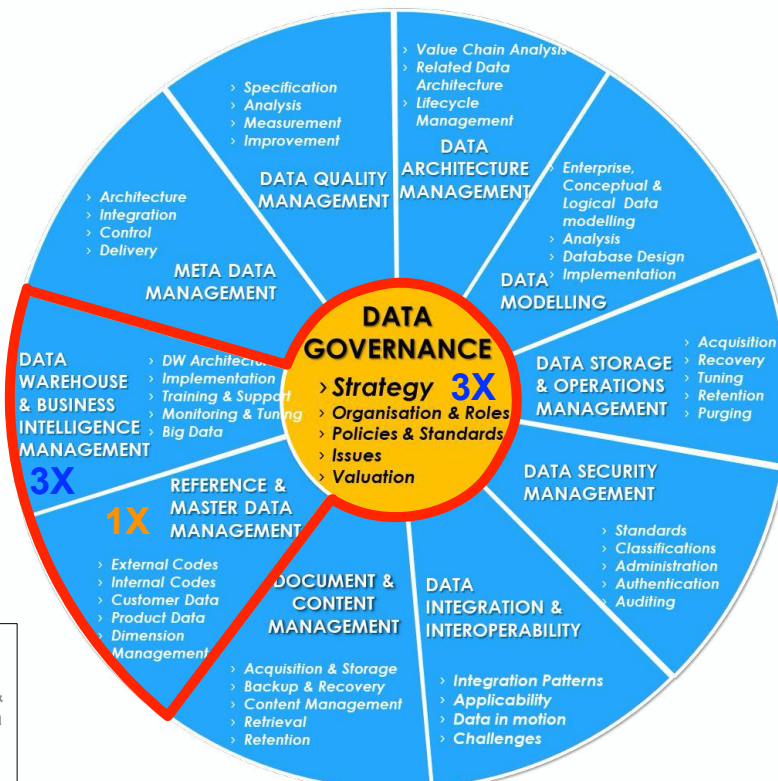 › Value Chain Analysis
› Related Data
Architecture
› Lifecycle
Management
DATA
ARCHITECTURE
MANAGEMENT
› Enterprise,
Conceptual &
Logical Data
modelling
› Analysis
› Database Design
› Implementation
DATA
MODELLING
› Acquisition
› Recovery
› Tuning
› Retention
› Purging
DATA STORAGE
& OPERATIONS
MANAGEMENT
DATA SECURITY
MANAGEMENT
› Standards
› Classifications
› Administration
› Authentication
› Auditing
DATA
INTEGRATION &
INTEROPERABILITY
› Integration Patterns
› Applicability
› Data in motion
› Challenges
DOCUMENT &
CONTENT
MANAGEMENT
› Acquisition & Storage
› Backup & Recovery
› Content Management
› Retrieval
› Retention
REFERENCE &
MASTER DATA
MANAGEMENT
1X
› External Codes
› Internal Codes
› Customer Data
› Product Data
› Dimension
Management
DATA
WAREHOUSE
& BUSINESS
INTELLIGENCE
MANAGEMENT
3X
› DW Architectur
› Implementation
› Training & Support
› Monitoring & Tuning
› Big Data
› Architecture
› Integration
› Control
› Delivery
META DATA
MANAGEMENT
› Specification
› Analysis
› Measurement
› Improvement
DATA QUALITY
MANAGEMENT
DATA
GOVERNANCE
› Strategy 3X
› Organisation & Roles
› Policies & Standards
› Issues
› Valuation
&